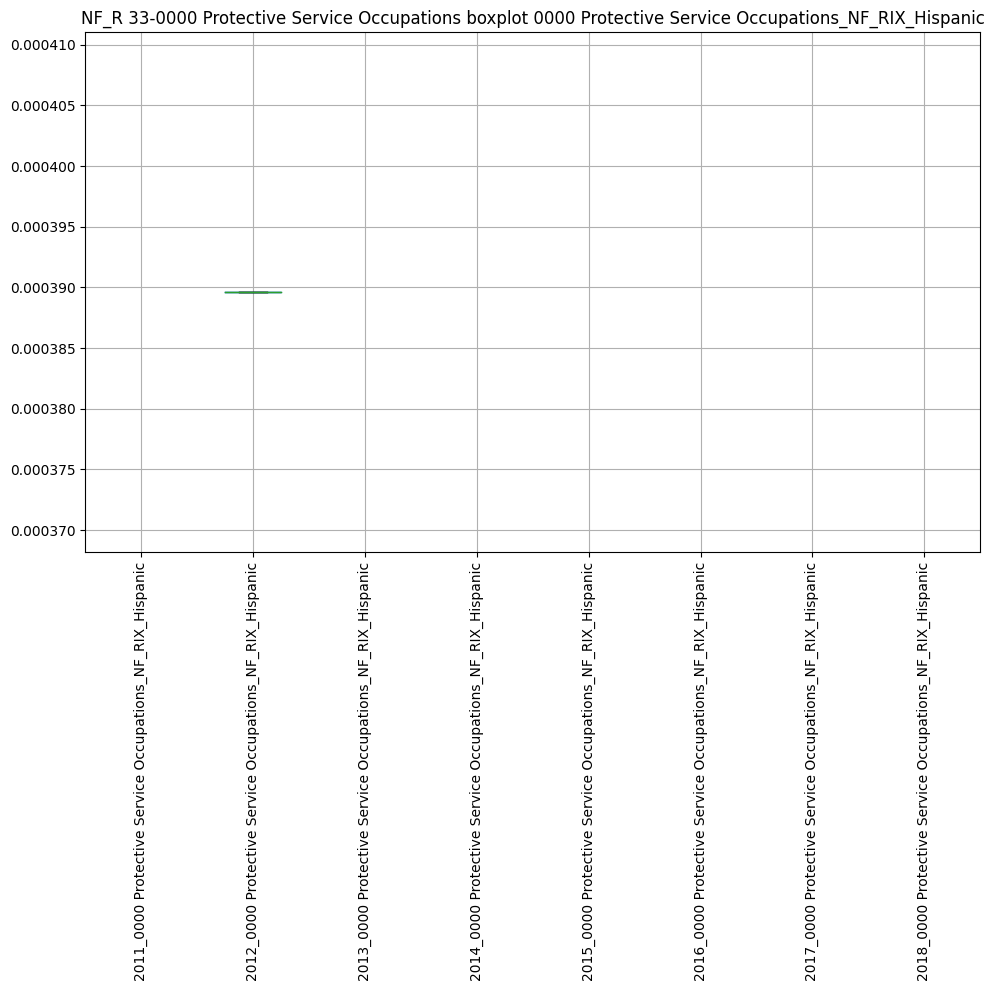 NF_R 33-0000 Protective Service Occupations boxplot 0000 Protective Service Occupations_NF_RIX_Hispanic
0.000410
0.000405
0.000400
0.000395
0.000390
0.000385
0.000380
0.000375
0.000370
2011_0000 Protective Service Occupations_NF_RIX_Hispanic
2012_0000 Protective Service Occupations_NF_RIX_Hispanic
2013_0000 Protective Service Occupations_NF_RIX_Hispanic
2014_0000 Protective Service Occupations_NF_RIX_Hispanic
2015_0000 Protective Service Occupations_NF_RIX_Hispanic
2016_0000 Protective Service Occupations_NF_RIX_Hispanic
2017_0000 Protective Service Occupations_NF_RIX_Hispanic
2018_0000 Protective Service Occupations_NF_RIX_Hispanic